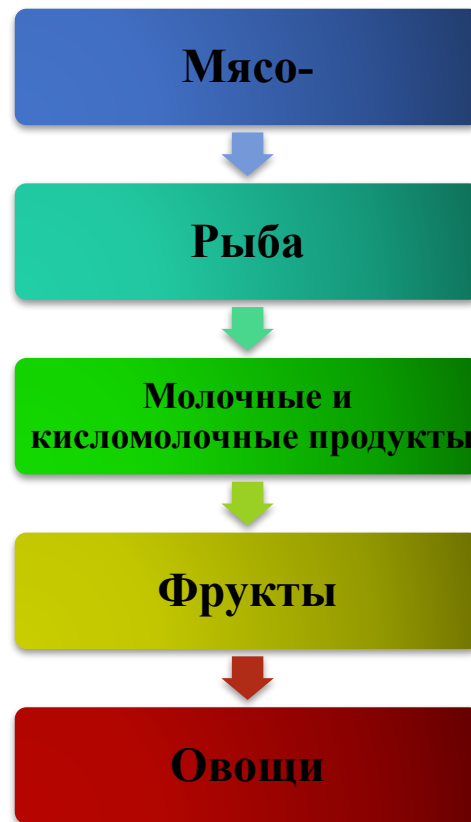 Мясо-
Рыба
Молочные и
кисломолочные продукты
Фрукты
Овощи